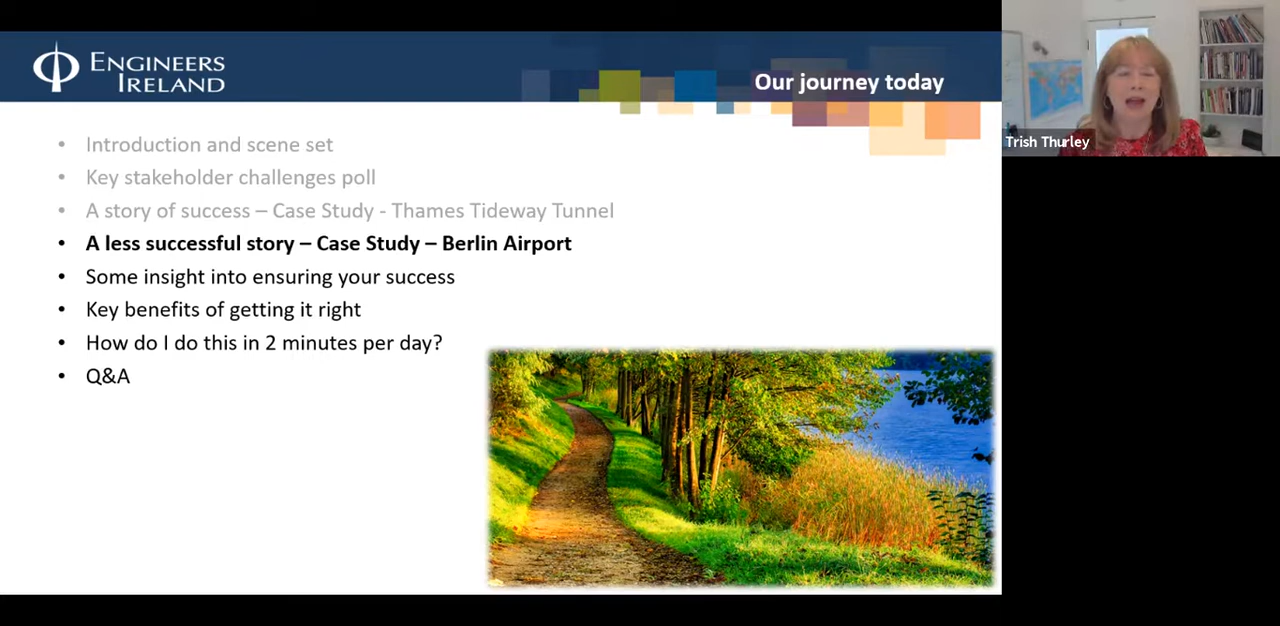 ENGINEERS
IRELAND
Our journey today
Trish Thurley
• Introduction and scene set
• Key stakeholder challenges poll
• A story of success – Case Study - Thames Tideway Tunnel
• A less successful story – Case Study – Berlin Airport
• Some insight into ensuring your success
• Key benefits of getting it right
• How do I do this in 2 minutes per day?
• Q&A